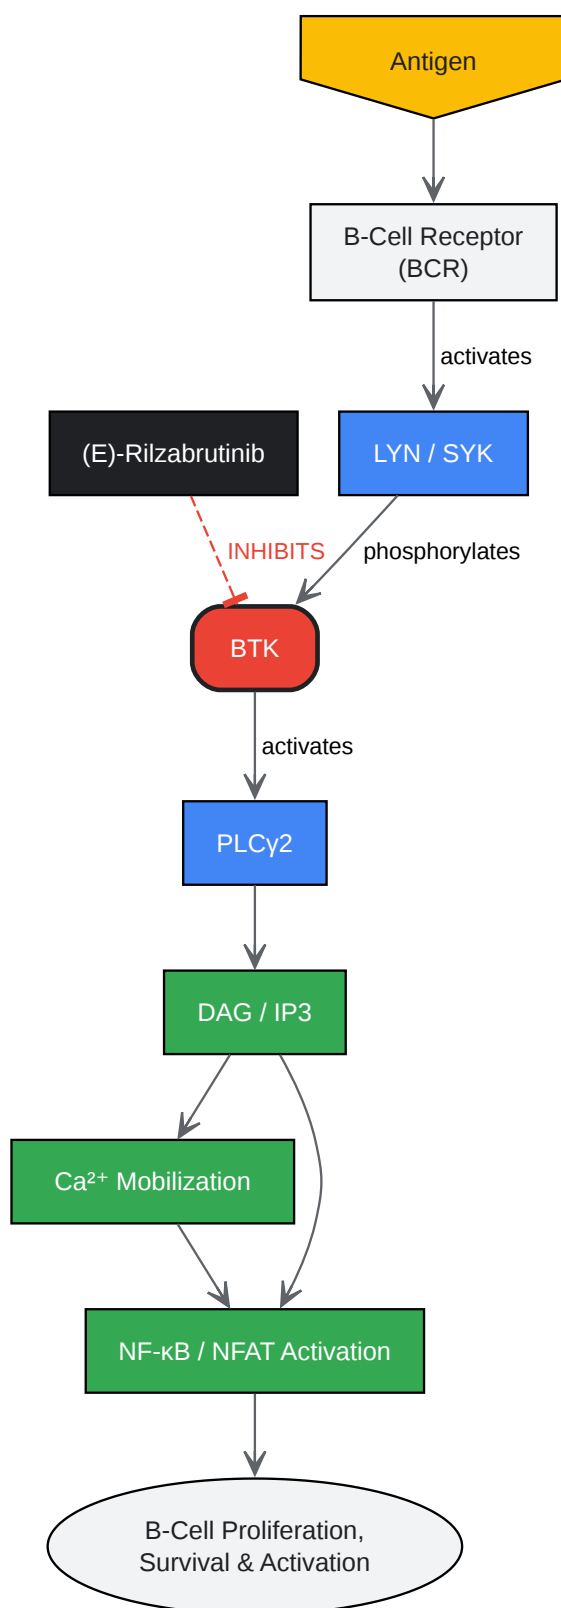 Antigen
B-Cell Receptor
(BCR)
activates
(E)-Rilzabrutinib
LYN / SYK
INHIBITS
phosphorylates
BTK
activates
PLCγ2
DAG / IP3
Ca²⁺ Mobilization
NF-κB / NFAT Activation
B-Cell Proliferation,
Survival & Activation